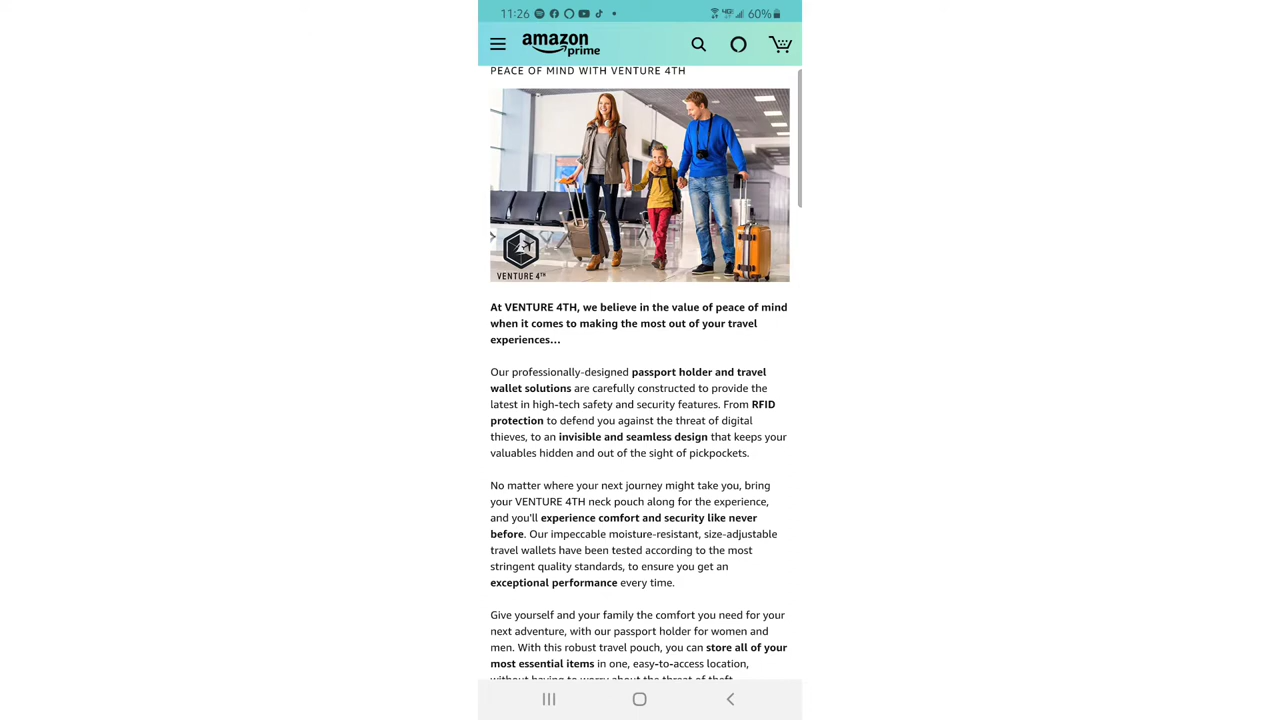 11:26
60%
amazon
prime
PEACE OF MIND WITH VENTURE 4TH
VENTURE 4TH
At VENTURE 4TH, we believe in the value of peace of mind
when it comes to making the most out of your travel
experiences...
Our professionally-designed passport holder and travel
wallet solutions are carefully constructed to provide the
latest in high-tech safety and security features. From RFID
protection to defend you against the threat of digital
thieves, to an invisible and seamless design that keeps your
valuables hidden and out of the sight of pickpockets.
No matter where your next journey might take you, bring
your VENTURE 4TH neck pouch along for the experience,
and you'll experience comfort and security like never
before. Our impeccable moisture-resistant, size-adjustable
travel wallets have been tested according to the most
stringent quality standards, to ensure you get an
exceptional performance every time.
Give yourself and your family the comfort you need for your
next adventure, with our passport holder for women and
men. With this robust travel pouch, you can store all of your
most essential items in one, easy-to-access location,
without having to worry about the threat of theft.